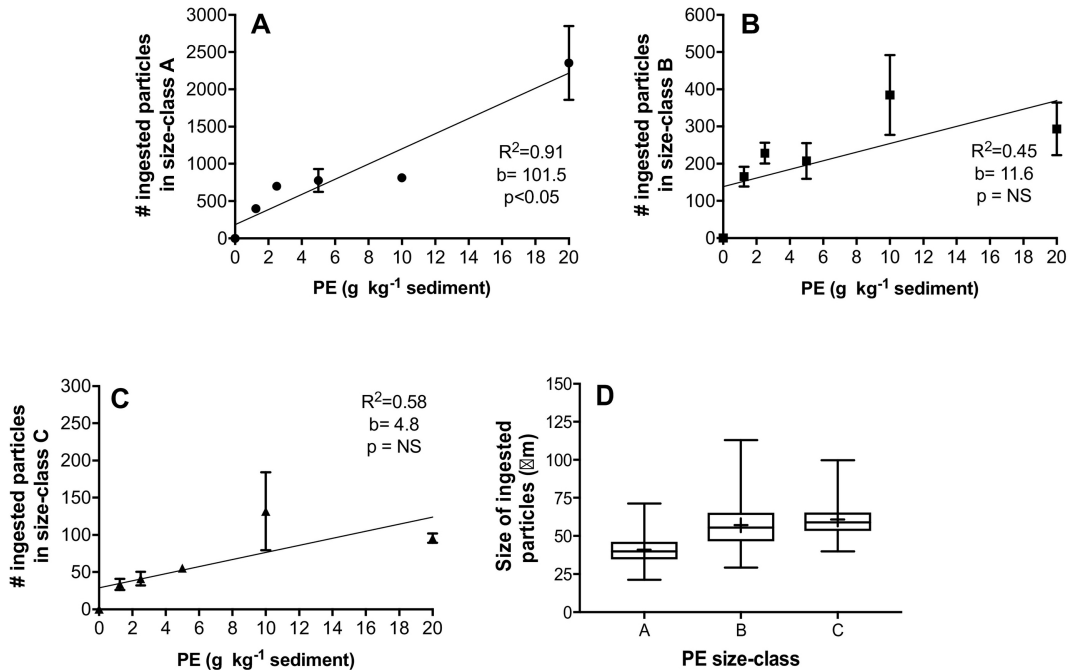 A
# ingested particles
in size-class A
3000
2500
2000
1500
1000
500
0
R²=0.91
b= 101.5
p<0.05
0 2 4 6 8 10 12 14 16 18 20
PE (g kg⁻¹ sediment)
B
# ingested particles
in size-class B
600
500
400
300
200
100
0
R²=0.45
b= 11.6
p = NS
0 2 4 6 8 10 12 14 16 18 20
PE (g kg⁻¹ sediment)
C
# ingested particles
in size-class C
300
250
200
150
100
50
0
R²=0.58
b= 4.8
p = NS
0 2 4 6 8 10 12 14 16 18 20
PE (g kg⁻¹ sediment)
D
Size of ingested
particles (�m)
150
125
100
75
50
25
0
A B C
PE size-class